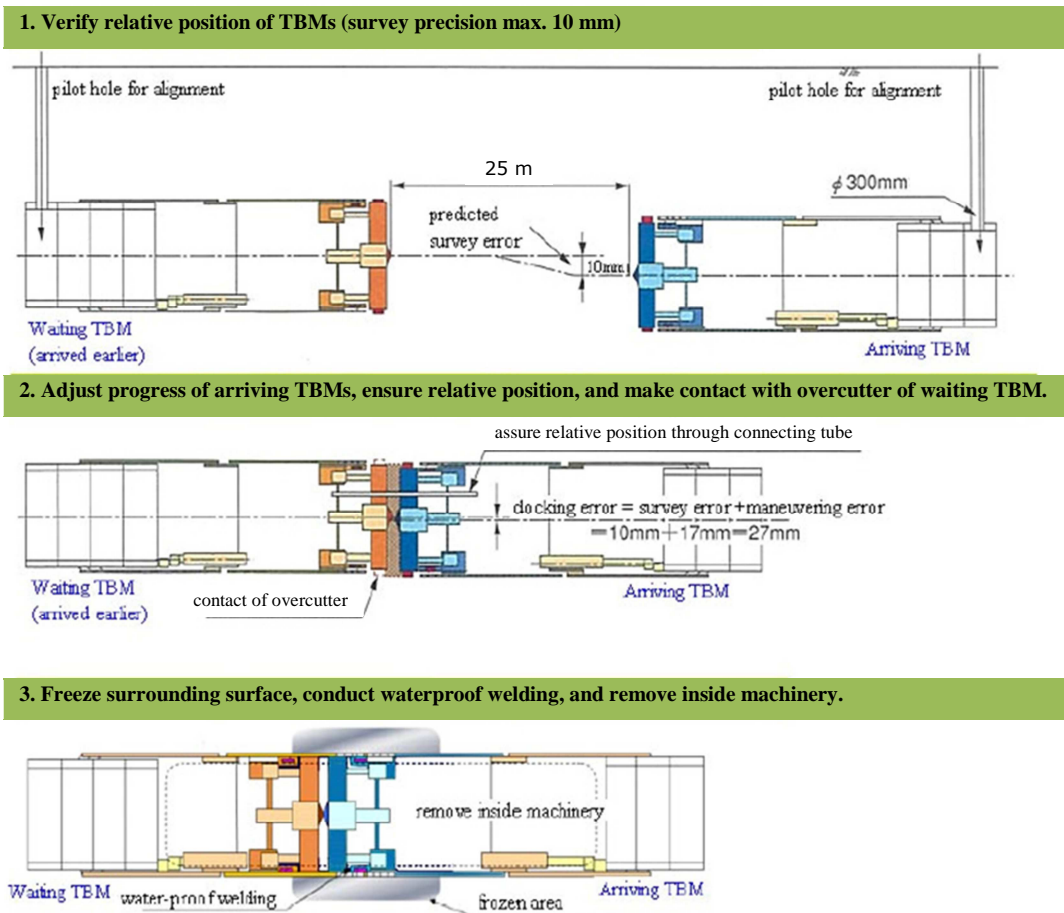 1. Verify relative position of TBMs (survey precision max. 10 mm)
pilot hole for alignment
pilot hole for alignment
25 m
ϕ300mm
predicted
survey error
10mm
Waiting TBM
(arrived earlier)
Arriving TBM
2. Adjust progress of arriving TBMs, ensure relative position, and make contact with overcutter of waiting TBM.
assure relative position through connecting tube
docking error = survey error+maneuvering error
=10mm+17mm=27mm
Waiting TBM
(arrived earlier)
contact of overcutter
Arriving TBM
3. Freeze surrounding surface, conduct waterproof welding, and remove inside machinery.
remove inside machinery
Waiting TBM
water-proof welding
frozen area
Arriving TBM